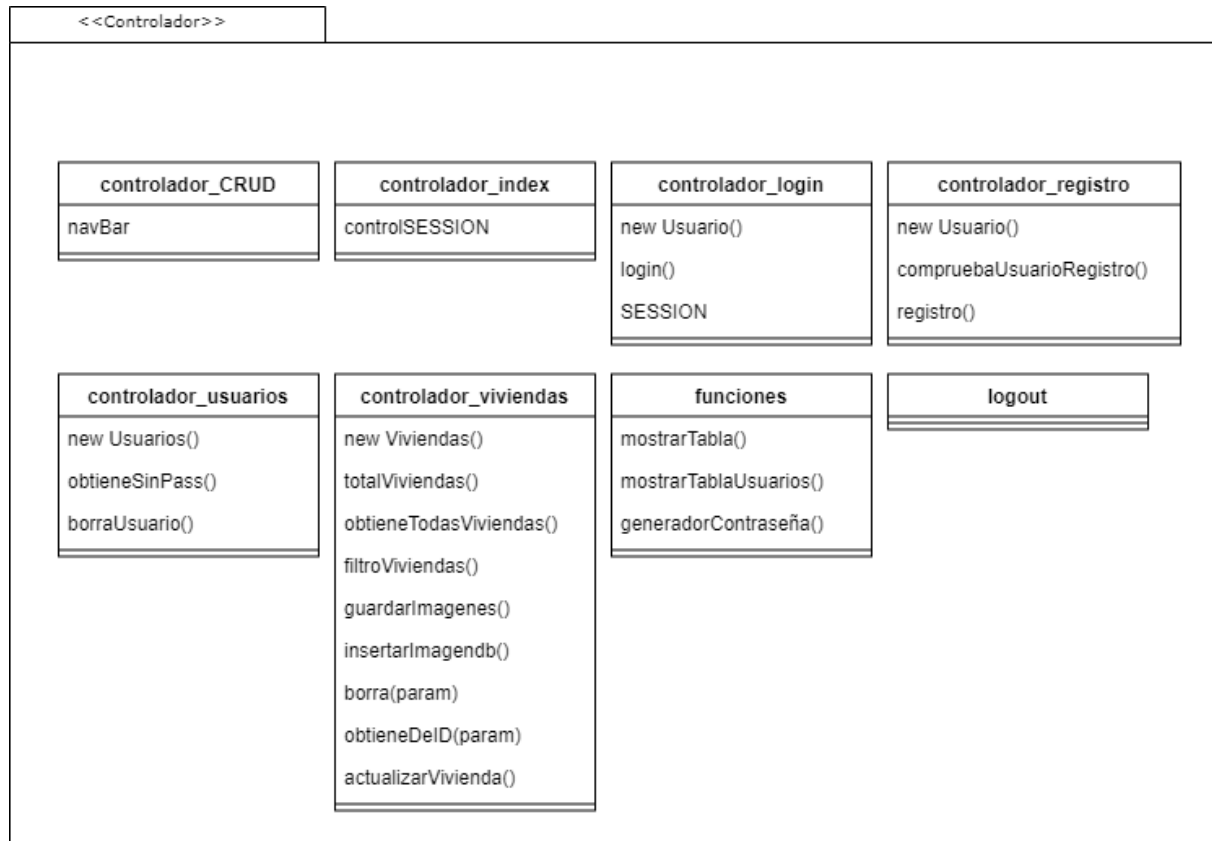 <<Controlador>>
controlador_CRUD
navBar
controlador_index
controlSESSION
controlador_login
new Usuario()
login()
SESSION
controlador_registro
new Usuario()
compruebaUsuarioRegistro()
registro()
controlador_usuarios
new Usuarios()
obtieneSinPass()
borraUsuario()
controlador_viviendas
new Viviendas()
totalViviendas()
obtieneTodasViviendas()
filtroViviendas()
guardarImagenes()
insertarImagendb()
borra(param)
obtieneDeID(param)
actualizarVivienda()
funciones
mostrarTabla()
mostrarTablaUsuarios()
generadorContraseña()
logout